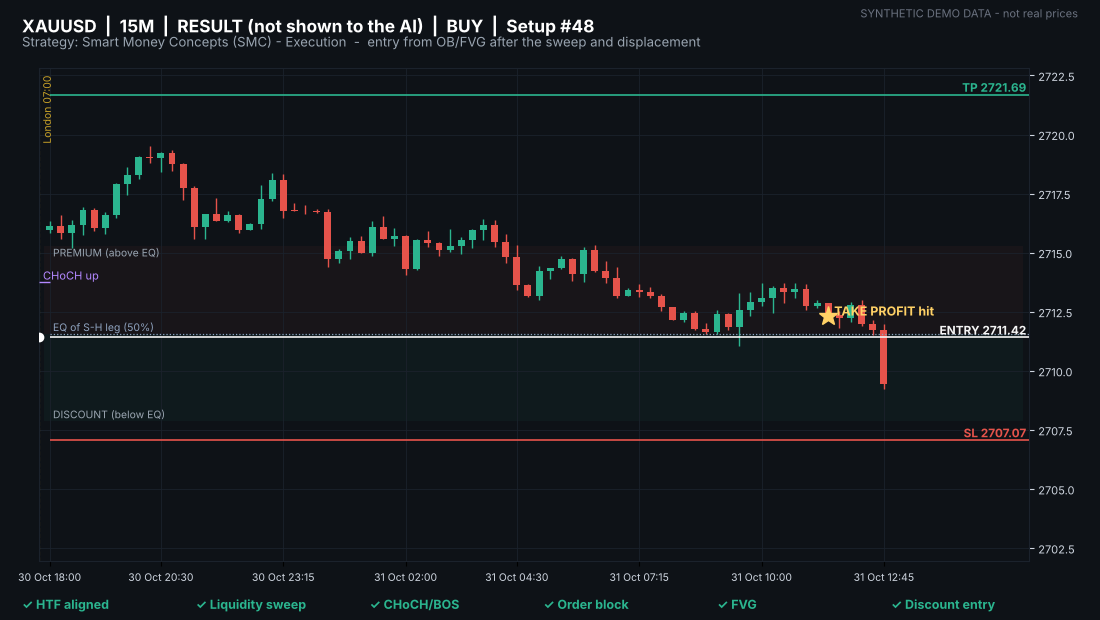 XAUUSD | 15M | RESULT (not shown to the AI) | BUY | Setup #48
SYNTHETIC DEMO DATA - not real prices
Strategy: Smart Money Concepts (SMC) - Execution - entry from OB/FVG after the sweep and displacement
London 07:00
TP 2721.69
PREMIUM (above EQ)
CHoCH up
TAKE PROFIT hit
EQ of S-H leg (50%)
ENTRY 2711.42
DISCOUNT (below EQ)
SL 2707.07
2722.5
2720.0
2717.5
2715.0
2712.5
2710.0
2707.5
2705.0
2702.5
30 Oct 18:00
30 Oct 20:30
30 Oct 23:15
31 Oct 02:00
31 Oct 04:30
31 Oct 07:15
31 Oct 10:00
31 Oct 12:45
✓ HTF aligned
✓ Liquidity sweep
✓ CHoCH/BOS
✓ Order block
✓ FVG
✓ Discount entry